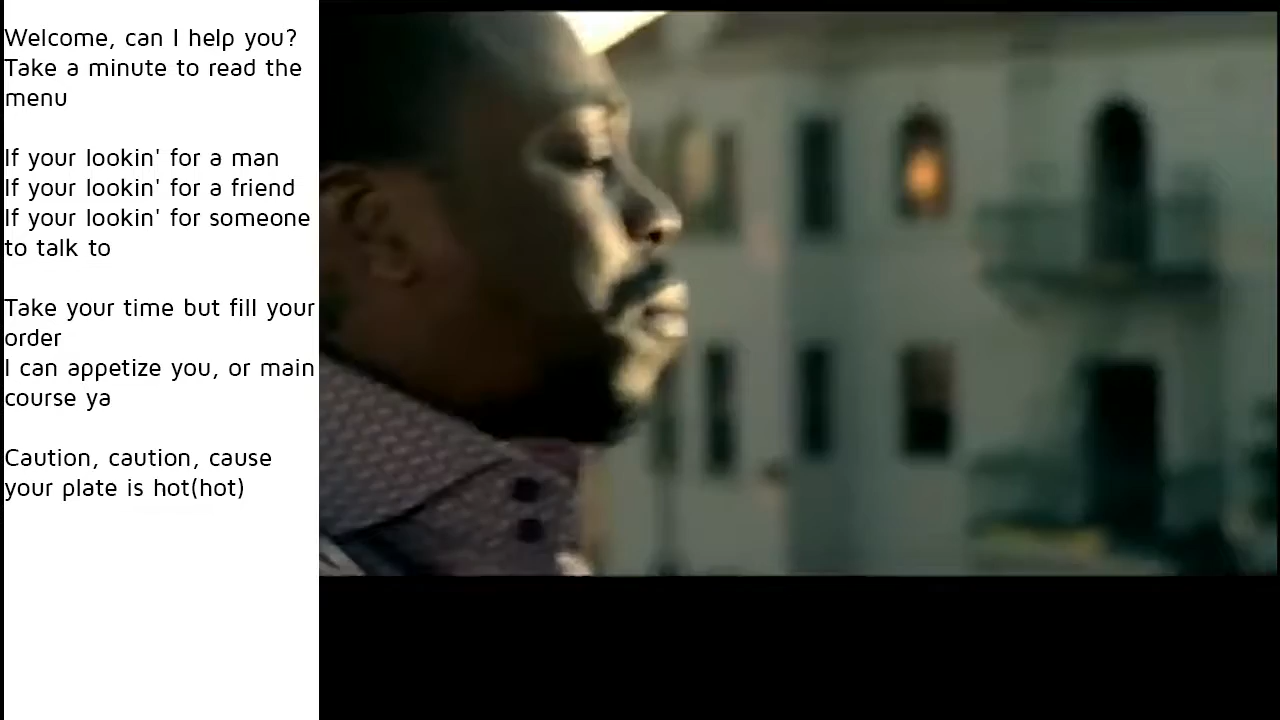 Welcome, can I help you?
Take a minute to read the
menu
If your lookin' for a man
If your lookin' for a friend
If your lookin' for someone
to talk to
Take your time but fill your
order
I can appetize you, or main
course ya
Caution, caution, cause
your plate is hot(hot)